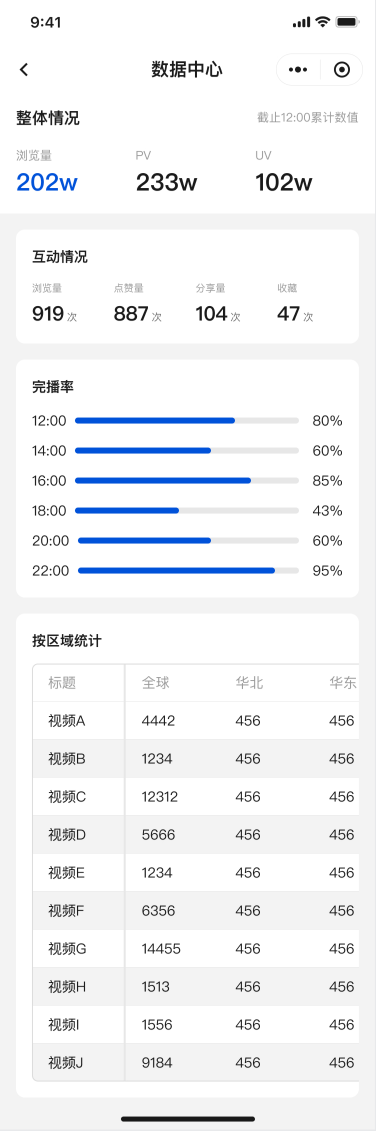 9:41
数据中心
整体情况 截止12:00累计数值
浏览量 PV UV
202w 233w 102w
互动情况
浏览量 点赞量 分享量 收藏
919 次 887 次 104 次 47 次
完播率
12:00 80%
14:00 60%
16:00 85%
18:00 43%
20:00 60%
22:00 95%
按区域统计
标题 全球 华北 华东
视频A 4442 456 456
视频B 1234 456 456
视频C 12312 456 456
视频D 5666 456 456
视频E 1234 456 456
视频F 6356 456 456
视频G 14455 456 456
视频H 1513 456 456
视频I 1556 456 456
视频J 9184 456 456